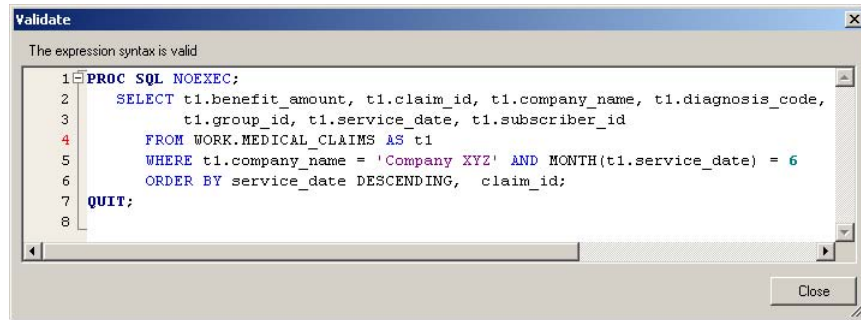 Validate
The expression syntax is valid
1 PROC SQL NOEXEC;
2 SELECT t1.benefit_amount, t1.claim_id, t1.company_name, t1.diagnosis_code,
3 t1.group_id, t1.service_date, t1.subscriber_id
4 FROM WORK.MEDICAL_CLAIMS AS t1
5 WHERE t1.company_name = 'Company XYZ' AND MONTH(t1.service_date) = 6
6 ORDER BY service_date DESCENDING, claim_id;
7 QUIT;
8
Close